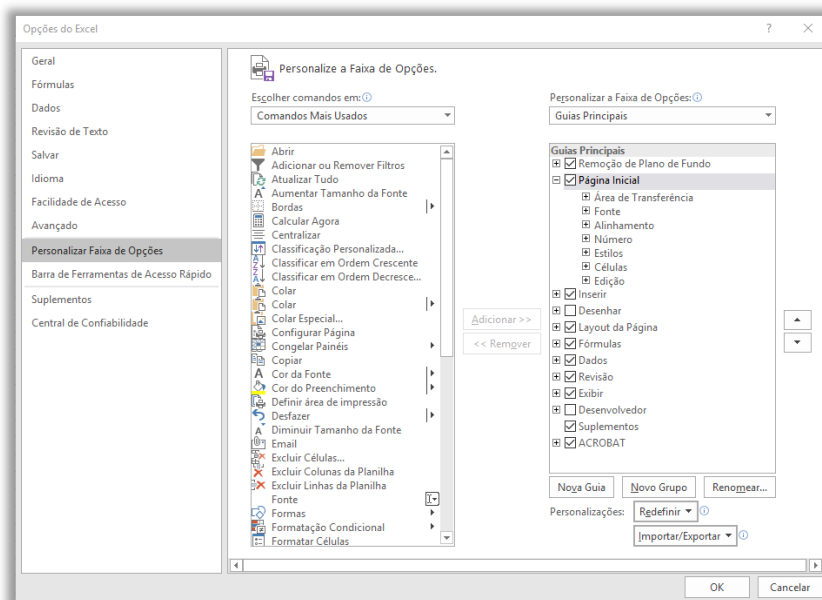 Opções do Excel
?
Geral
Fórmulas
Dados
Revisão de Texto
Salvar
Idioma
Facilidade de Acesso
Avançado
Personalizar Faixa de Opções
Barra de Ferramentas de Acesso Rápido
Suplementos
Central de Confiabilidade
Personalize a Faixa de Opções.
Escolher comandos em:
Comandos Mais Usados
Abrir
Adicionar ou Remover Filtros
Atualizar Tudo
Aumentar Tamanho da Fonte
Bordas
Calcular Agora
Centralizar
Classificação Personalizada...
Classificar em Ordem Crescente
Classificar em Ordem Decresce...
Colar
Colar
Colar Especial...
Configurar Página
Congelar Painéis
Copiar
Cor da Fonte
Cor do Preenchimento
Definir área de impressão
Desfazer
Diminuir Tamanho da Fonte
Email
Excluir Células...
Excluir Colunas da Planilha
Excluir Linhas da Planilha
Fonte
Formas
Formatação Condicional
Formatar Células
Adicionar >>
<< Remover
Personalizar a Faixa de Opções:
Guias Principais
Guias Principais
Remoção de Plano de Fundo
Página Inicial
Área de Transferência
Fonte
Alinhamento
Número
Estilos
Células
Edição
Inserir
Desenhar
Layout da Página
Fórmulas
Dados
Revisão
Exibir
Desenvolvedor
Suplementos
ACROBAT
Nova Guia
Novo Grupo
Renomear...
Personalizações:
Redefinir
Importar/Exportar
OK
Cancelar